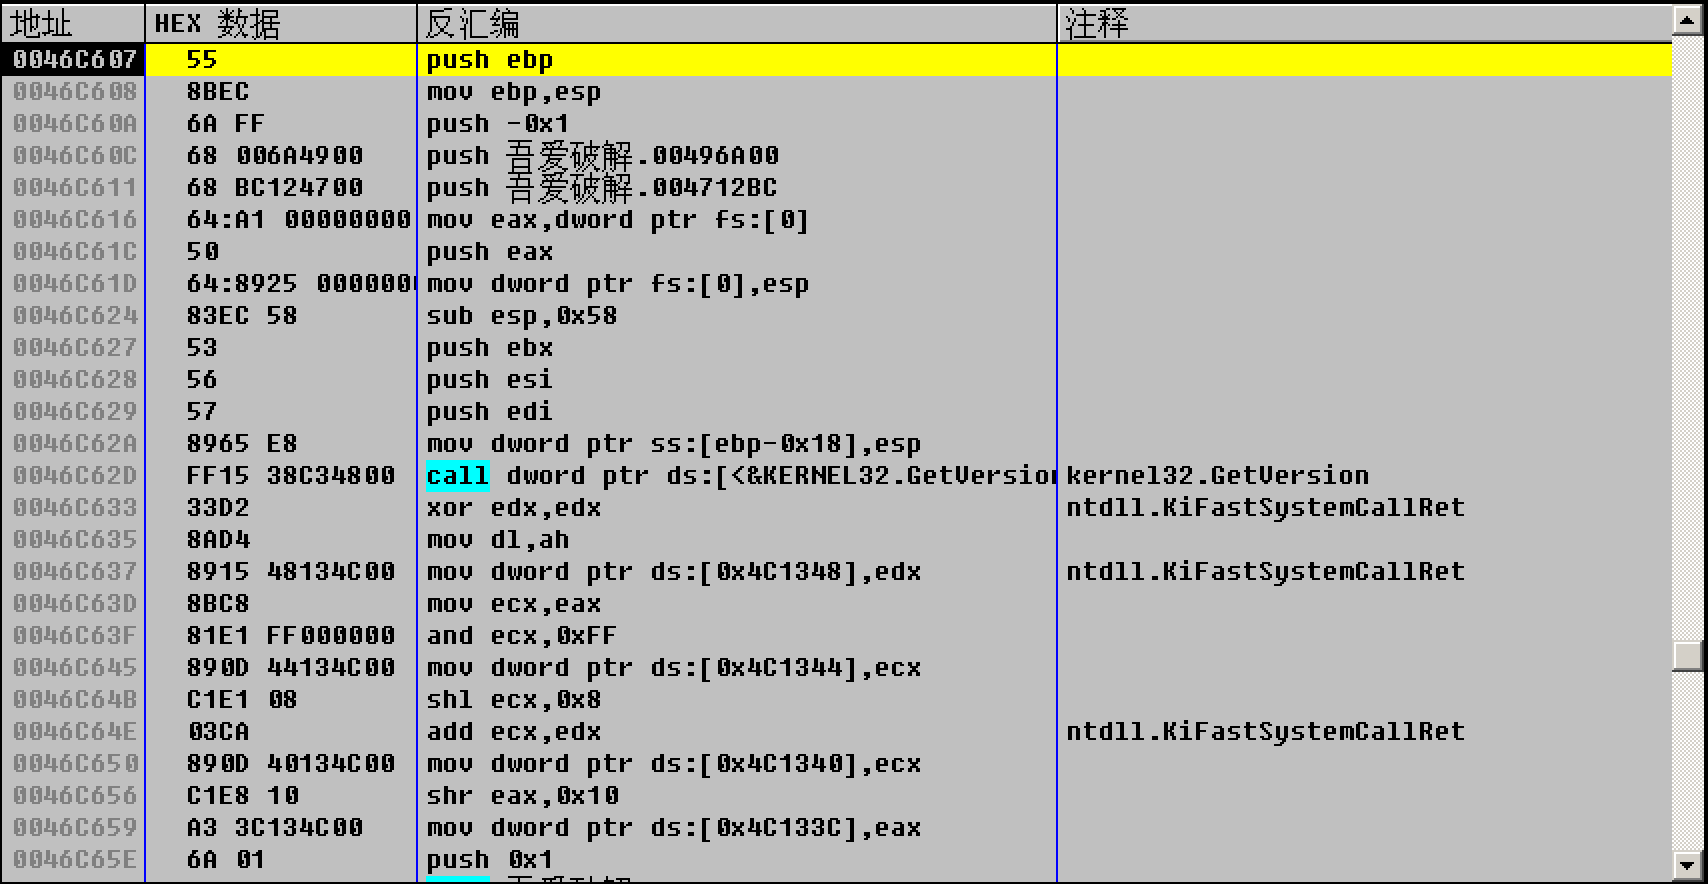 地址 HEX 数据 反汇编 注释
0046C607 55 push ebp
0046C608 8BEC mov ebp,esp
0046C60A 6A FF push -0x1
0046C60C 68 006A4900 push 吾爱破解.00496A00
0046C611 68 BC124700 push 吾爱破解.004712BC
0046C616 64:A1 00000000 mov eax,dword ptr fs:[0]
0046C61C 50 push eax
0046C61D 64:8925 000000 mov dword ptr fs:[0],esp
0046C624 83EC 58 sub esp,0x58
0046C627 53 push ebx
0046C628 56 push esi
0046C629 57 push edi
0046C62A 8965 E8 mov dword ptr ss:[ebp-0x18],esp
0046C62D FF15 38C34800 call dword ptr ds:[<&KERNEL32.GetVersion kernel32.GetVersion
0046C633 33D2 xor edx,edx ntdll.KiFastSystemCallRet
0046C635 8AD4 mov dl,ah
0046C637 8915 48134C00 mov dword ptr ds:[0x4C1348],edx ntdll.KiFastSystemCallRet
0046C63D 8BC8 mov ecx,eax
0046C63F 81E1 FF000000 and ecx,0xFF
0046C645 890D 44134C00 mov dword ptr ds:[0x4C1344],ecx
0046C64B C1E1 08 shl ecx,0x8
0046C64E 03CA add ecx,edx ntdll.KiFastSystemCallRet
0046C650 890D 40134C00 mov dword ptr ds:[0x4C1340],ecx
0046C656 C1E8 10 shr eax,0x10
0046C659 A3 3C134C00 mov dword ptr ds:[0x4C133C],eax
0046C65E 6A 01 push 0x1